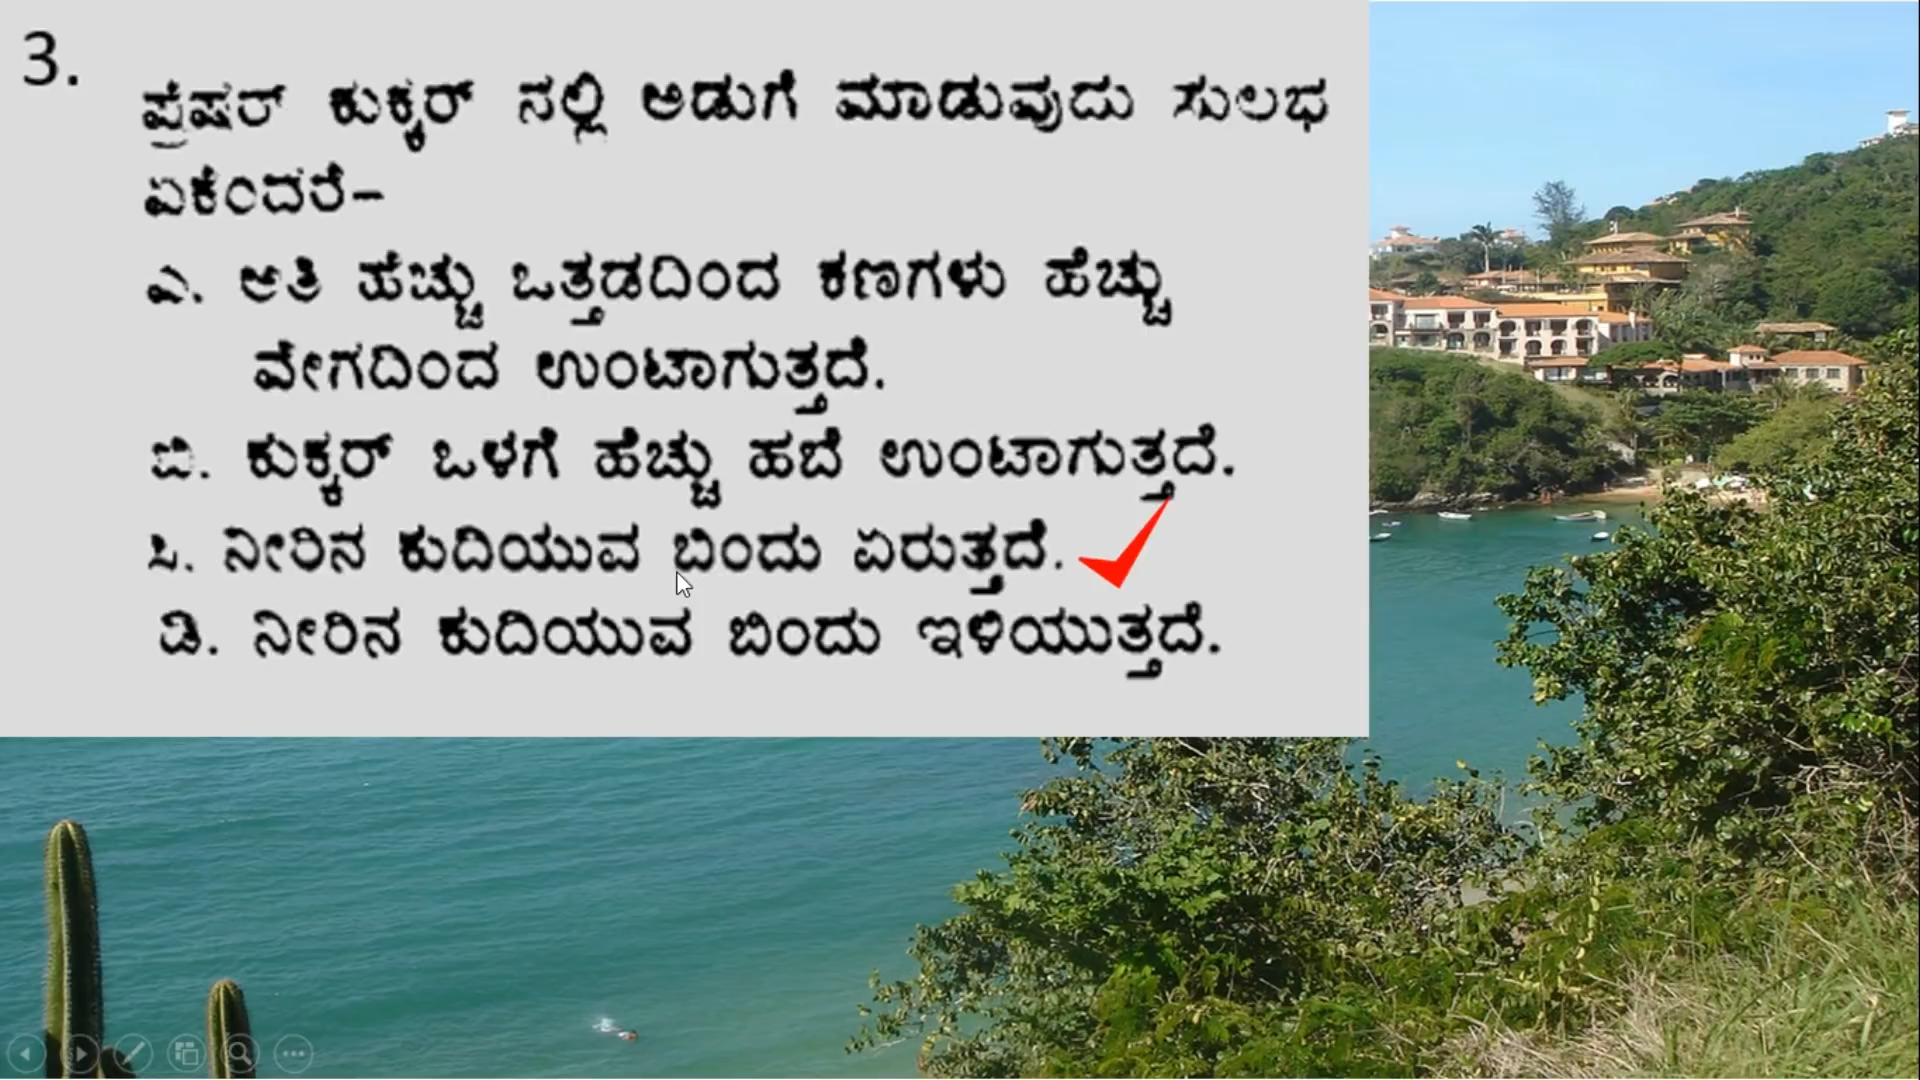 3.
ಪ್ರೆಷರ್ ಕುಕ್ಕರ್ ನಲ್ಲಿ ಅಡುಗೆ ಮಾಡುವುದು ಸುಲಭ
ಏಕೆಂದರೆ-
ಎ. ಅತಿ ಹೆಚ್ಚು ಒತ್ತಡದಿಂದ ಕಣಗಳು ಹೆಚ್ಚು
ವೇಗದಿಂದ ಉಂಟಾಗುತ್ತದೆ.
ಬಿ. ಕುಕ್ಕರ್ ಒಳಗೆ ಹೆಚ್ಚು ಹಬೆ ಉಂಟಾಗುತ್ತದೆ.
ಸಿ. ನೀರಿನ ಕುದಿಯುವ ಬಿಂದು ಏರುತ್ತದೆ.
ಡಿ. ನೀರಿನ ಕುದಿಯುವ ಬಿಂದು ಇಳಿಯುತ್ತದೆ.